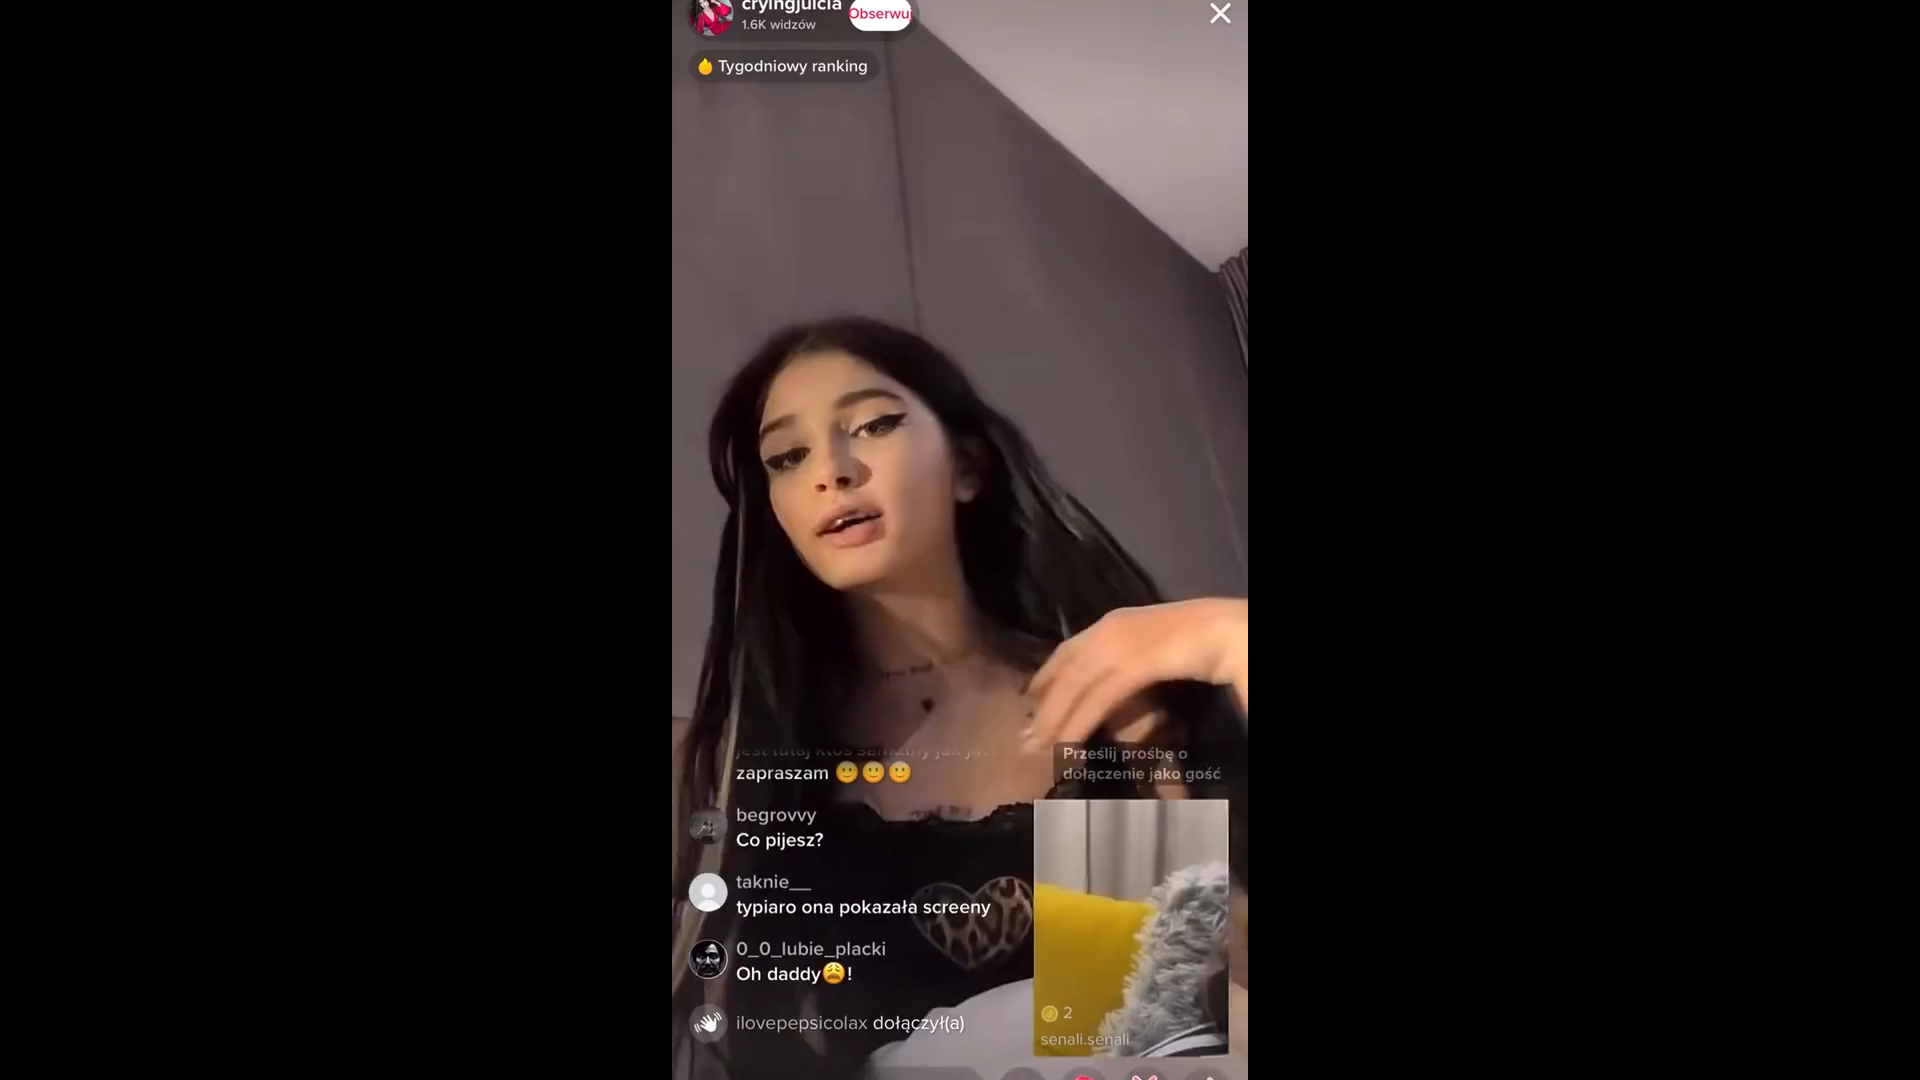 cryingjulcia
1.6K widzów
Obserwuj
Tygodniowy ranking
zapraszam 😇😇😇
Prześlij prośbę o
dołączenie jako gość
begrovvy
Co pijesz?
taknie__
typiaro ona pokazała screeny
0_0_lubie_placki
Oh daddy😩!
ilovepepsicolax dołączył(a)
2
senali.senali